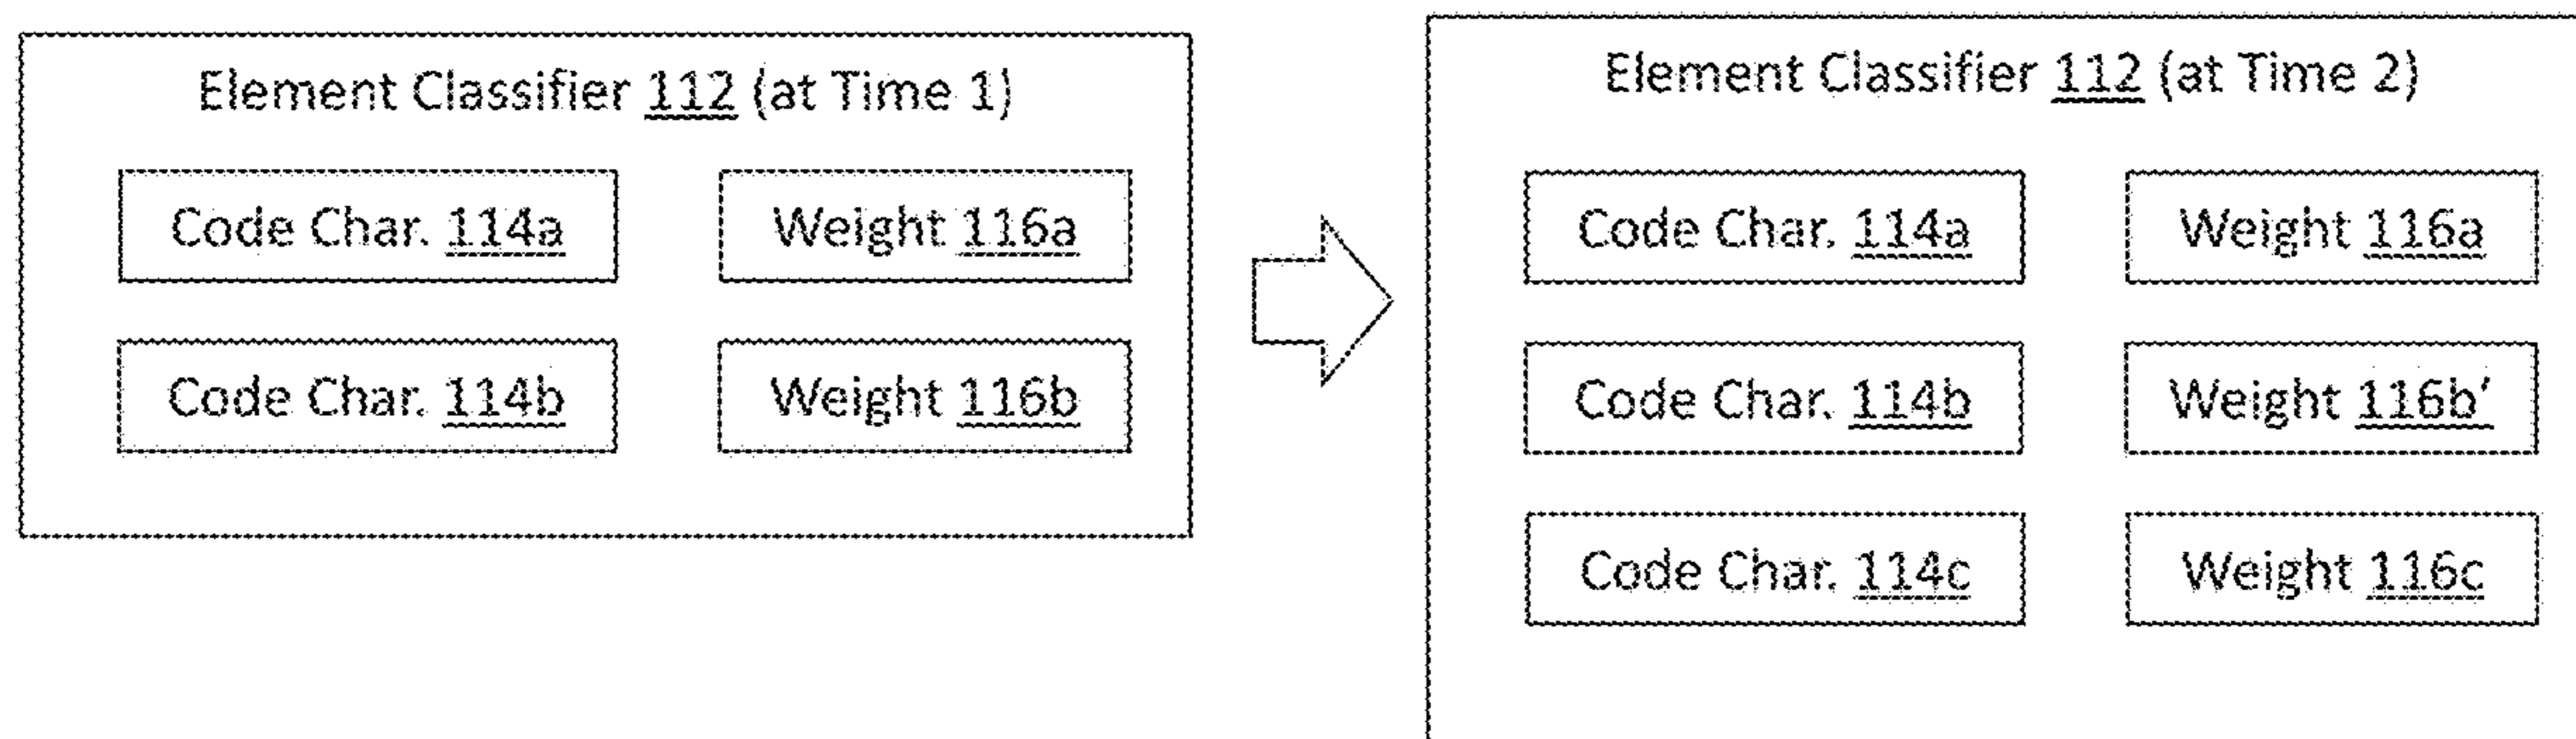 Element Classifier 112 (at Time 1)
Code Char. 114a
Weight 116a
Code Char. 114b
Weight 116b
Element Classifier 112 (at Time 2)
Code Char. 114a
Weight 116a
Code Char. 114b
Weight 116b′
Code Char. 114c
Weight 116c